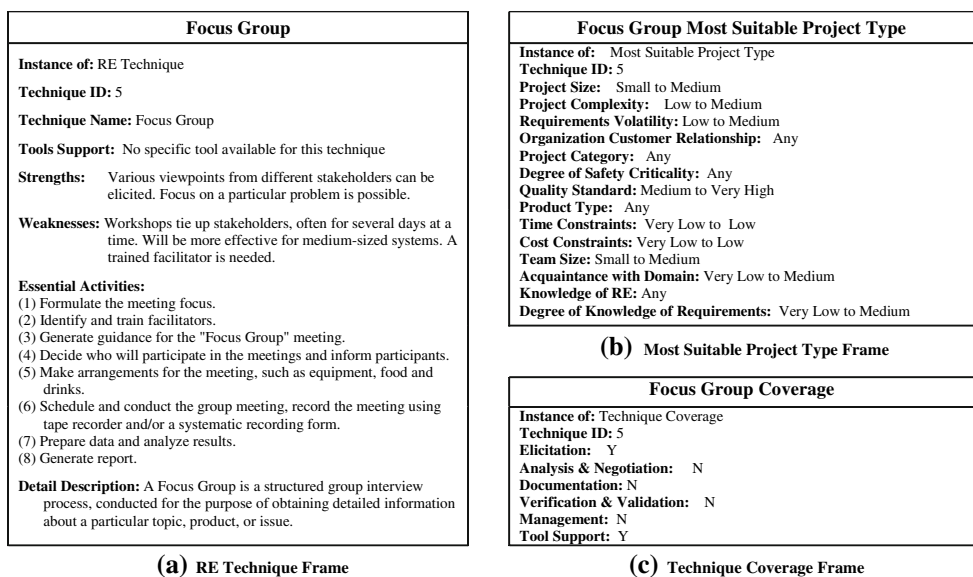 Focus Group
Instance of: RE Technique
Technique ID: 5
Technique Name: Focus Group
Tools Support: No specific tool available for this technique
Strengths: Various viewpoints from different stakeholders can be
elicited. Focus on a particular problem is possible.
Weaknesses: Workshops tie up stakeholders, often for several days at a
time. Will be more effective for medium-sized systems. A
trained facilitator is needed.
Essential Activities:
(1) Formulate the meeting focus.
(2) Identify and train facilitators.
(3) Generate guidance for the "Focus Group" meeting.
(4) Decide who will participate in the meetings and inform participants.
(5) Make arrangements for the meeting, such as equipment, food and
drinks.
(6) Schedule and conduct the group meeting, record the meeting using
tape recorder and/or a systematic recording form.
(7) Prepare data and analyze results.
(8) Generate report.
Detail Description: A Focus Group is a structured group interview
process, conducted for the purpose of obtaining detailed information
about a particular topic, product, or issue.
(a) RE Technique Frame
Focus Group Most Suitable Project Type
Instance of: Most Suitable Project Type
Technique ID: 5
Project Size: Small to Medium
Project Complexity: Low to Medium
Requirements Volatility: Low to Medium
Organization Customer Relationship: Any
Project Category: Any
Degree of Safety Criticality: Any
Quality Standard: Medium to Very High
Product Type: Any
Time Constraints: Very Low to Low
Cost Constraints: Very Low to Low
Team Size: Small to Medium
Acquaintance with Domain: Very Low to Medium
Knowledge of RE: Any
Degree of Knowledge of Requirements: Very Low to Medium
(b) Most Suitable Project Type Frame
Focus Group Coverage
Instance of: Technique Coverage
Technique ID: 5
Elicitation: Y
Analysis & Negotiation: N
Documentation: N
Verification & Validation: N
Management: N
Tool Support: Y
(c) Technique Coverage Frame